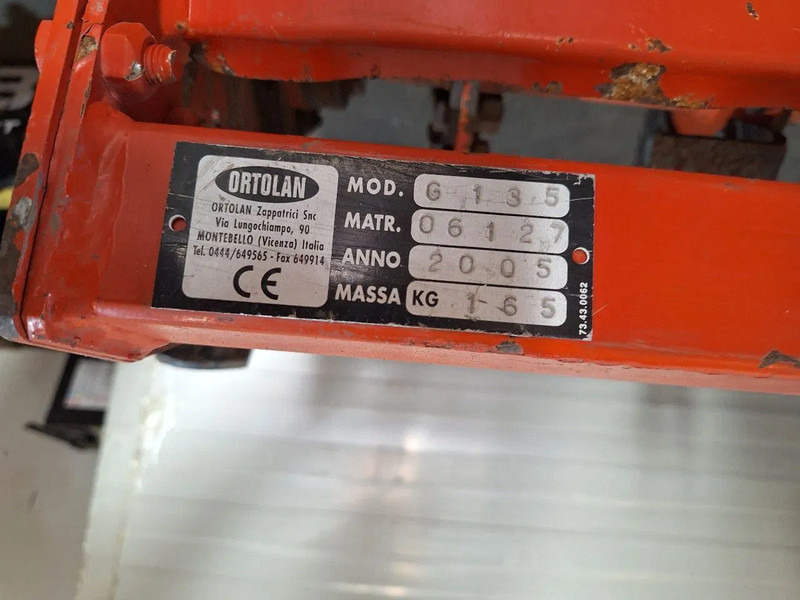 ORTOLAN
ORTOLAN Zappatrici Snc
Via Lungochiampo, 90
MONTEBELLO (Vicenza) Italia
Tel. 0444/649565 - Fax 649914
CE
MOD. G 135
MATR. 06127
ANNO 2005
MASSA KG 165
73.43.0062